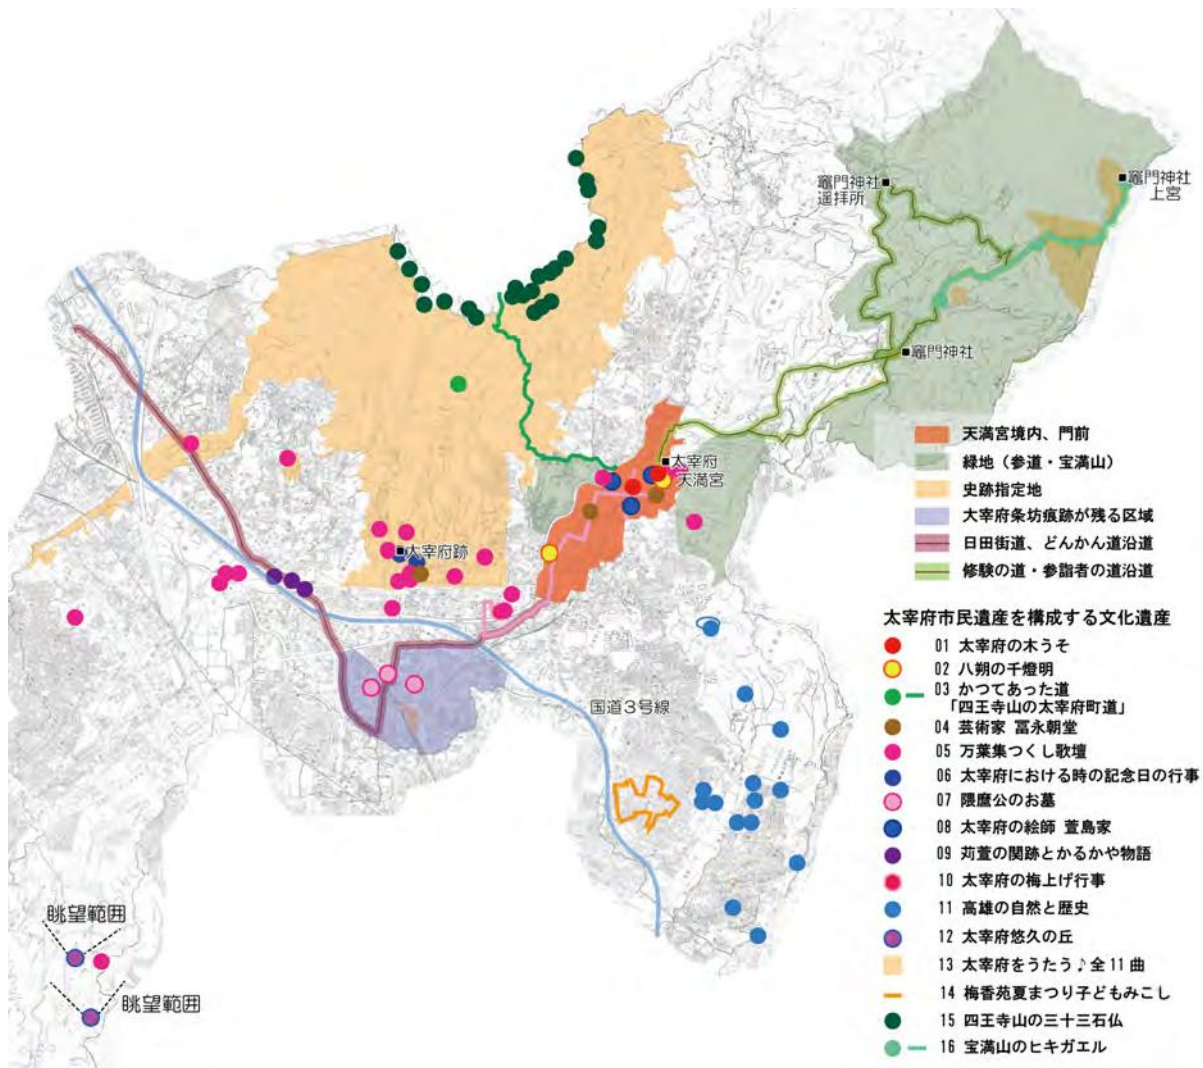 竈門神社
遥拝所
竈門神社
上宮
竈門神社
太宰府
天満宮
大宰府跡
国道3号線
眺望範囲
眺望範囲
天満宮境内、門前
緑地（参道・宝満山）
史跡指定地
大宰府条坊痕跡が残る区域
日田街道、どんかん道沿道
修験の道・参詣者の道沿道
太宰府市民遺産を構成する文化遺産
01 太宰府の木うそ
02 八朔の千燈明
03 かつてあった道
「四王寺山の太宰府町道」
04 芸術家 冨永朝堂
05 万葉集つくし歌壇
06 太宰府における時の記念日の行事
07 隈麿公のお墓
08 太宰府の絵師 萱島家
09 苅萱の関跡とかるかや物語
10 太宰府の梅上げ行事
11 高雄の自然と歴史
12 太宰府悠久の丘
13 太宰府をうたう♪全11曲
14 梅香苑夏まつり子どもみこし
15 四王寺山の三十三石仏
16 宝満山のヒキガエル